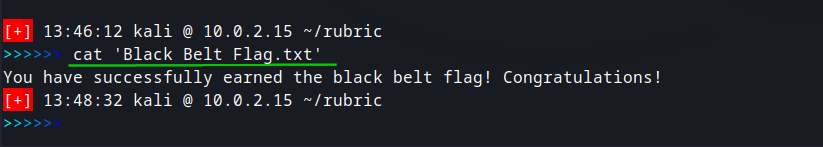 [+] 13:46:12 kali @ 10.0.2.15 ~/rubric
>>>>>> cat 'Black Belt Flag.txt'
You have successfully earned the black belt flag! Congratulations!
[+] 13:48:32 kali @ 10.0.2.15 ~/rubric
>>>>>>